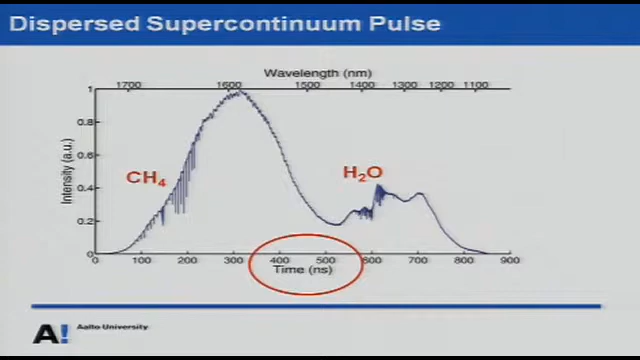 Dispersed Supercontinuum Pulse
Wavelength (nm)
1700 1600 1500 1400 1300 1200 1100
1
0.8
0.6
0.4
0.2
0
Intensity (a.u.)
CH4
H2O
0 100 200 300 400 500 600 700 800 900
Time (ns)
A!
Aalto University